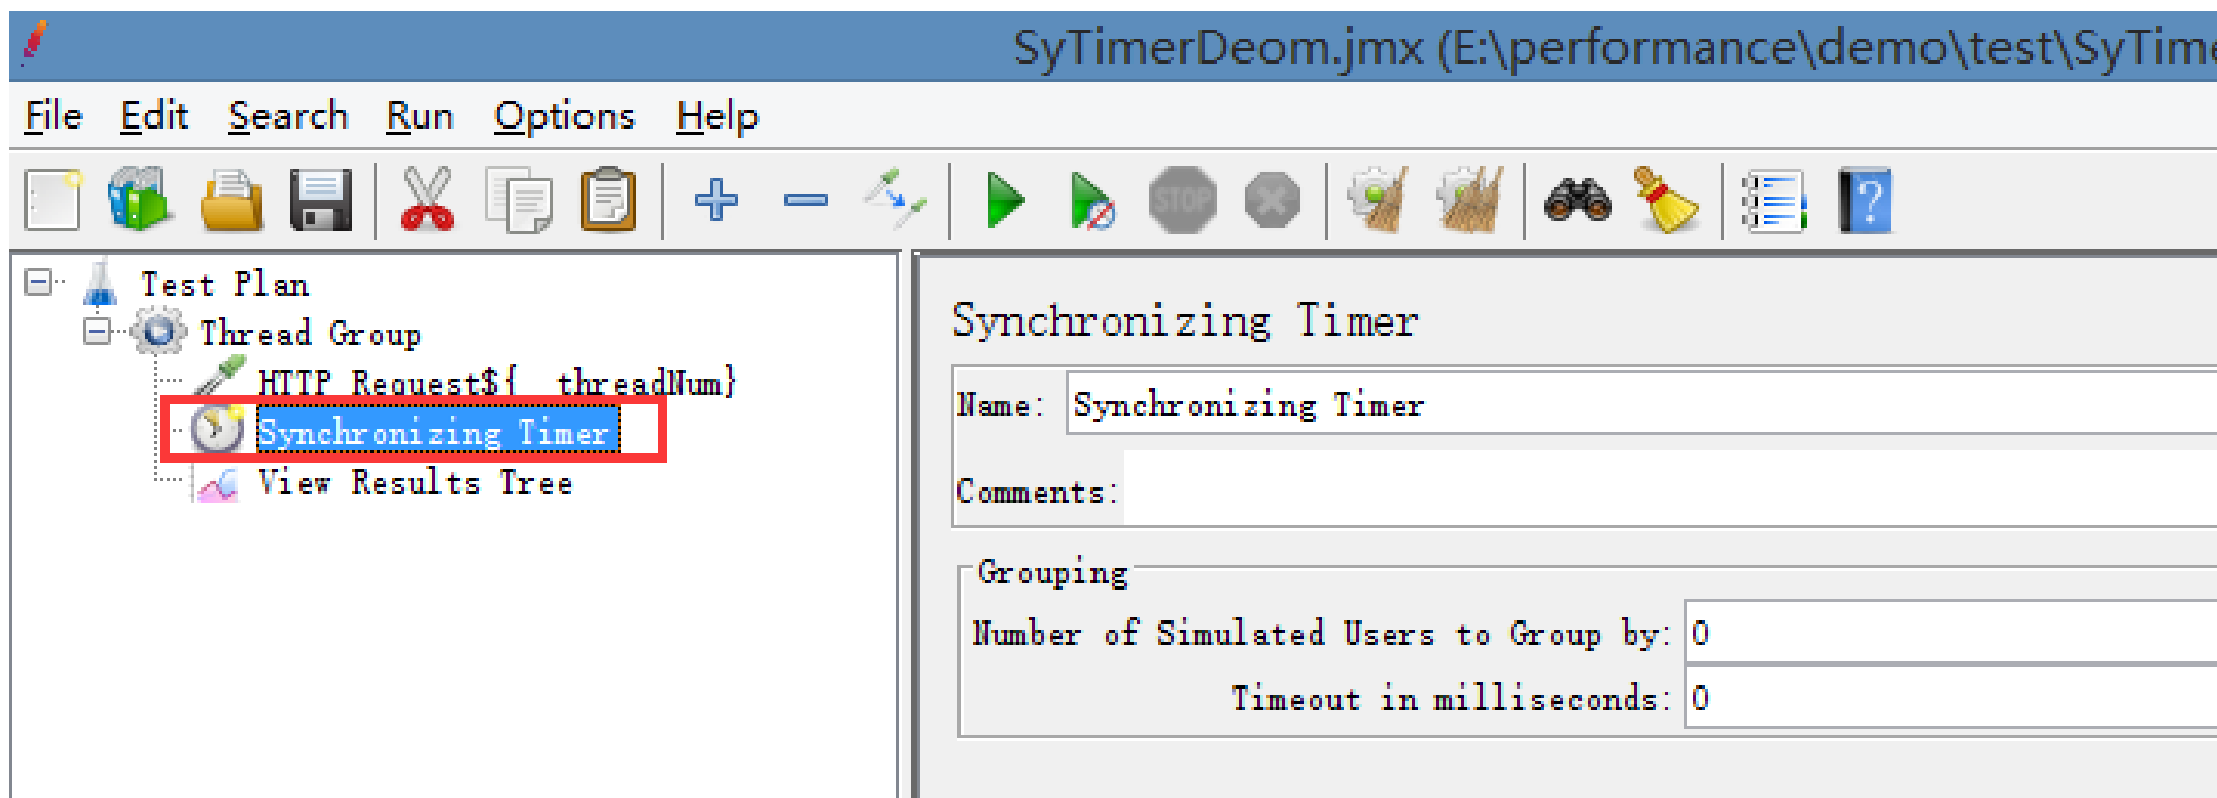 SyTimerDeom.jmx (E:\performance\demo\test\SyTime
File Edit Search Run Options Help
STOP
Test Plan
Thread Group
HTTP Request${__threadNum}
Synchronizing Timer
View Results Tree
Synchronizing Timer
Name: Synchronizing Timer
Comments:
Grouping
Number of Simulated Users to Group by: 0
Timeout in milliseconds: 0